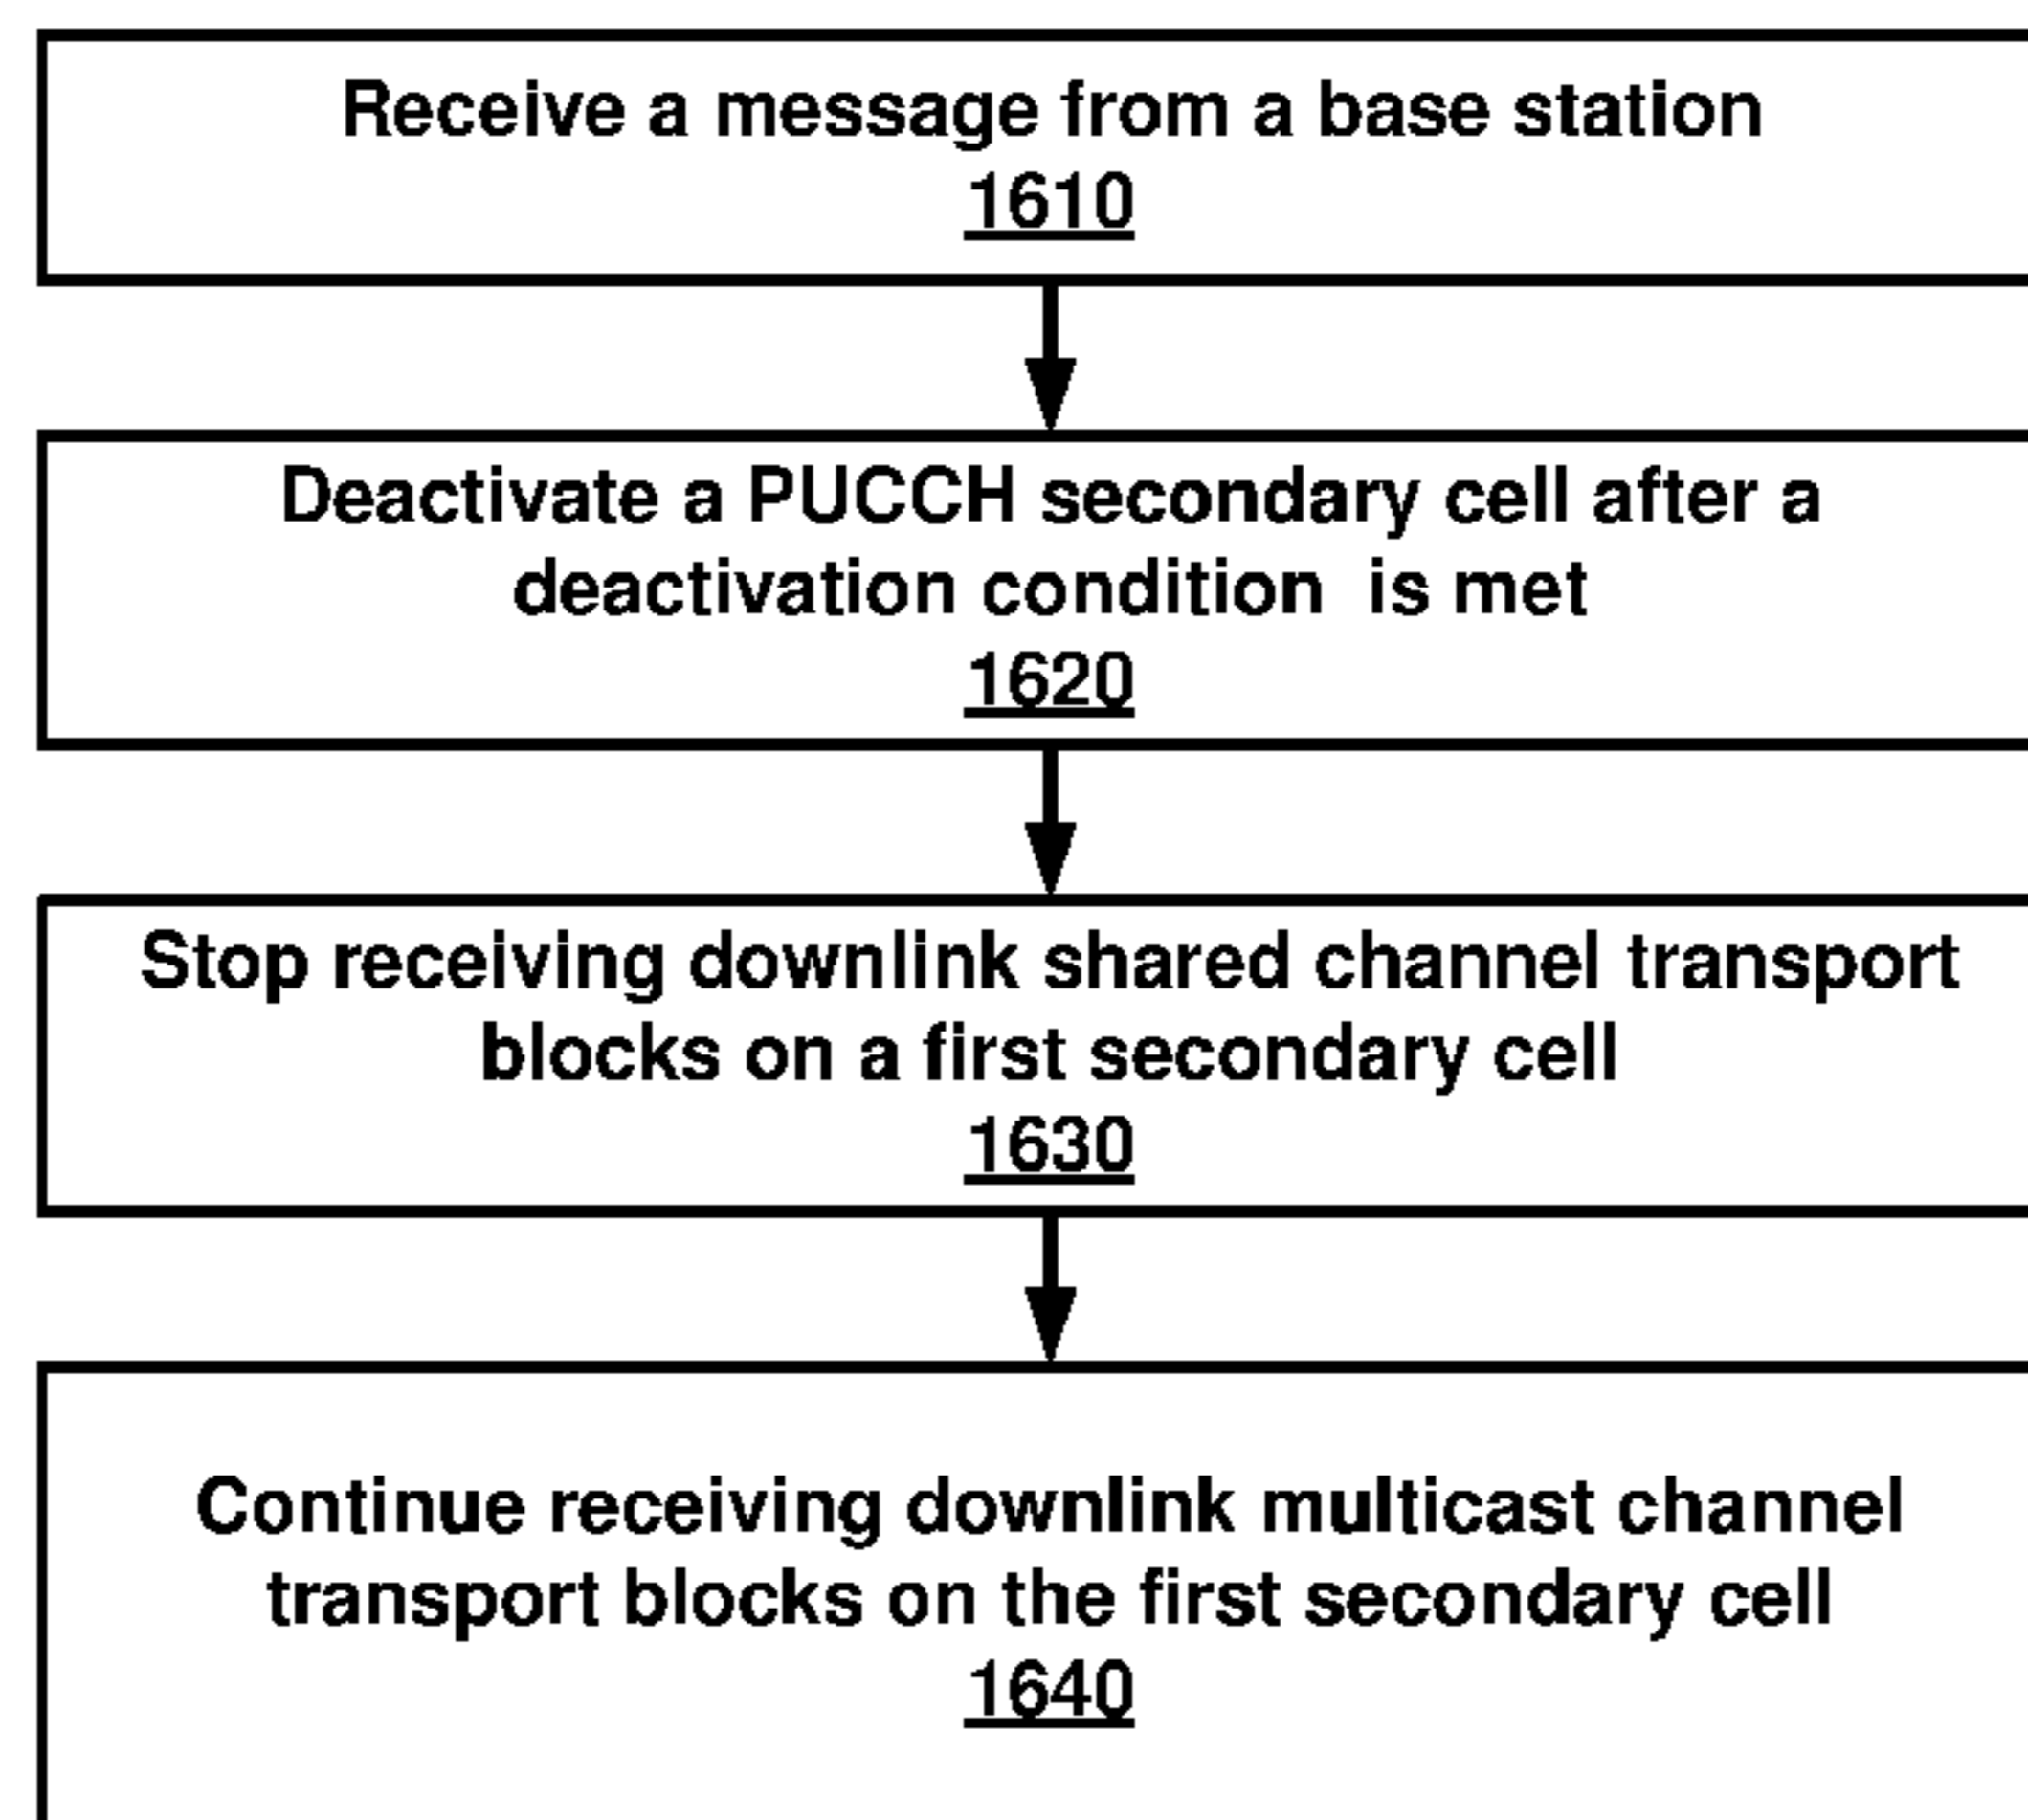 Receive a message from a base station
1610
Deactivate a PUCCH secondary cell after a
deactivation condition  is met
1620
Stop receiving downlink shared channel transport
blocks on a first secondary cell
1630
Continue receiving downlink multicast channel
transport blocks on the first secondary cell
1640